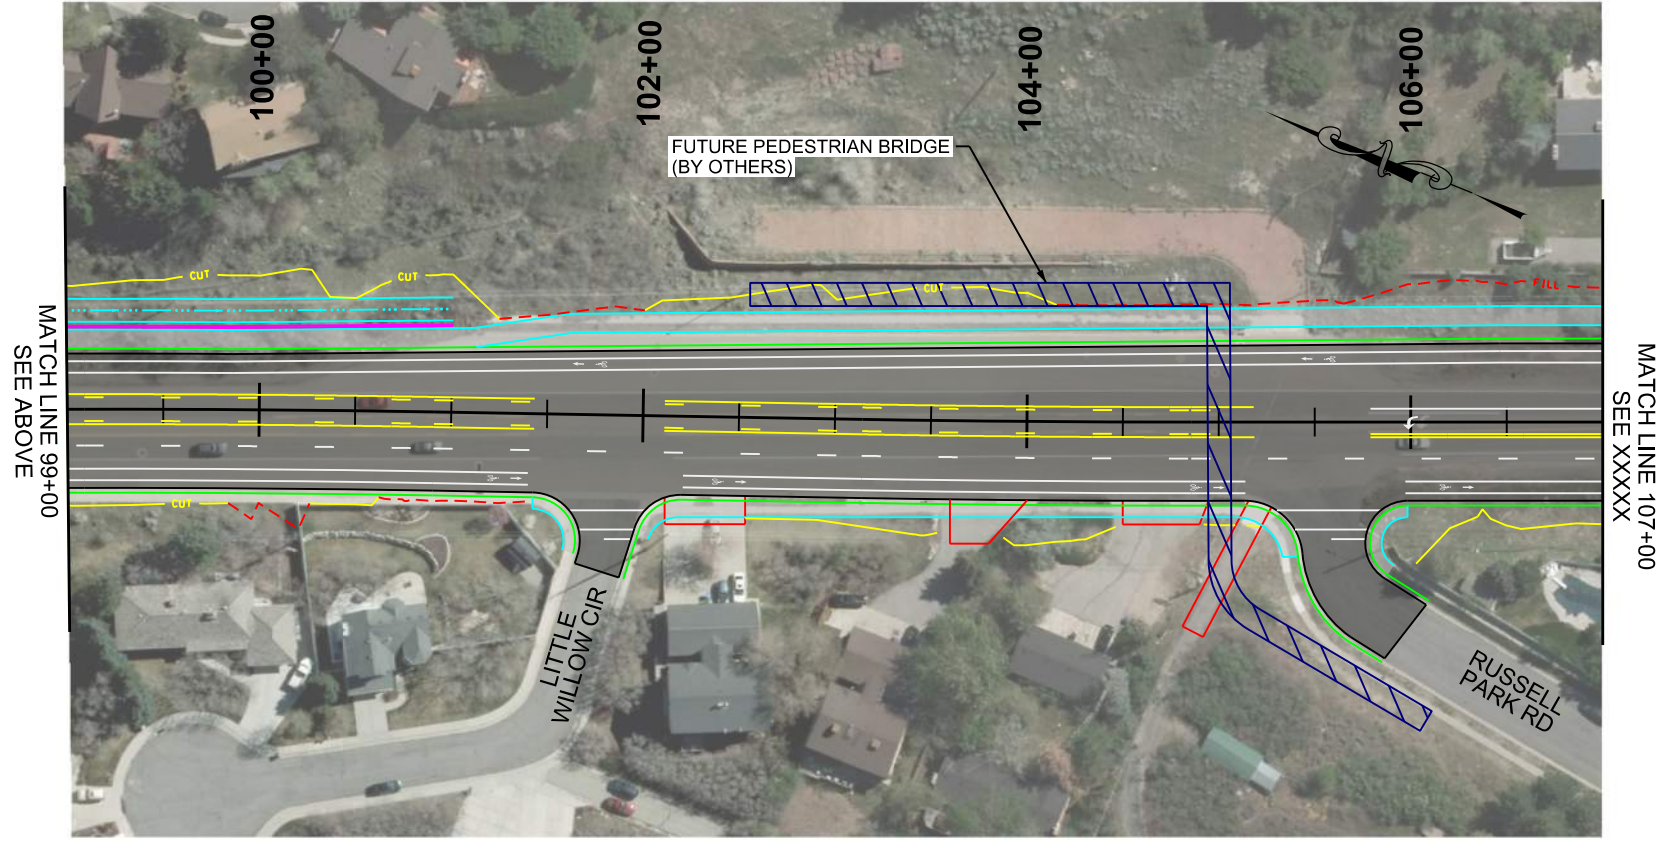 100+00
102+00
104+00
106+00
FUTURE PEDESTRIAN BRIDGE
(BY OTHERS)
CUT
CUT
CUT
FILL
MATCH LINE 99+00
SEE ABOVE
MATCH LINE 107+00
SEE XXXXX
CUT
LITTLE
WILLOW CIR
RUSSELL
PARK RD